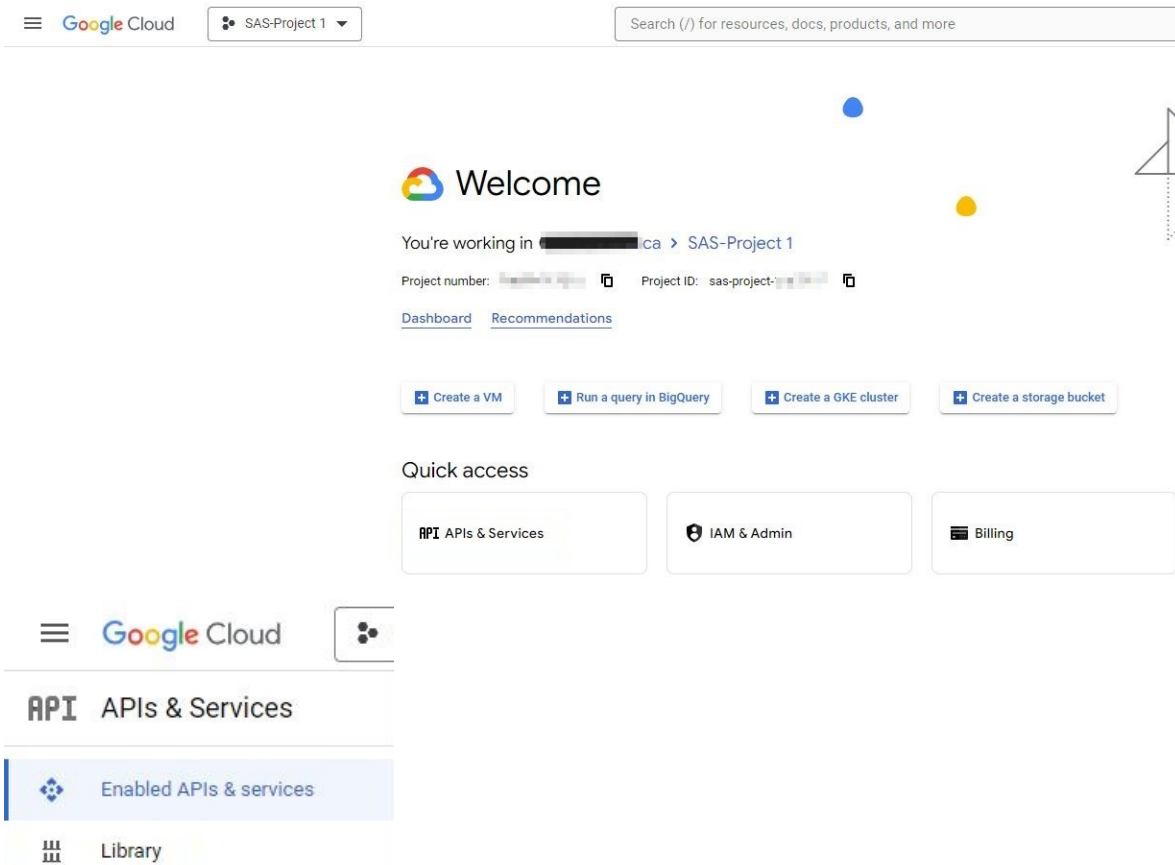 Google Cloud SAS-Project 1 Search (/) for resources, docs, products, and more
Welcome
You're working in ca > SAS-Project 1
Project number: Project ID: sas-project-
Dashboard Recommendations
Create a VM Run a query in BigQuery Create a GKE cluster Create a storage bucket
Quick access
API APIs & Services IAM & Admin Billing
Google Cloud
API APIs & Services
Enabled APIs & services
Library